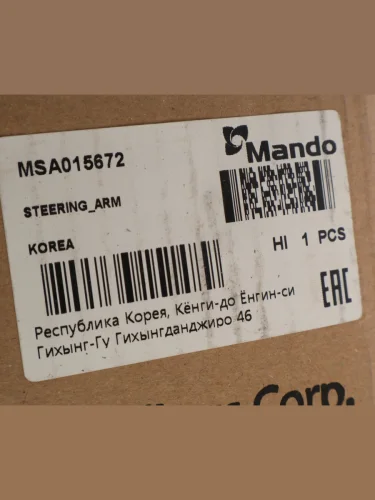 Mando
MSA015672
STEERING_ARM
KOREA
HI 1 PCS
EAC
Республика Корея, Кёнги-до Ёнгин-си
Гихынг-Гу Гихынгданджиро 46
Corp.